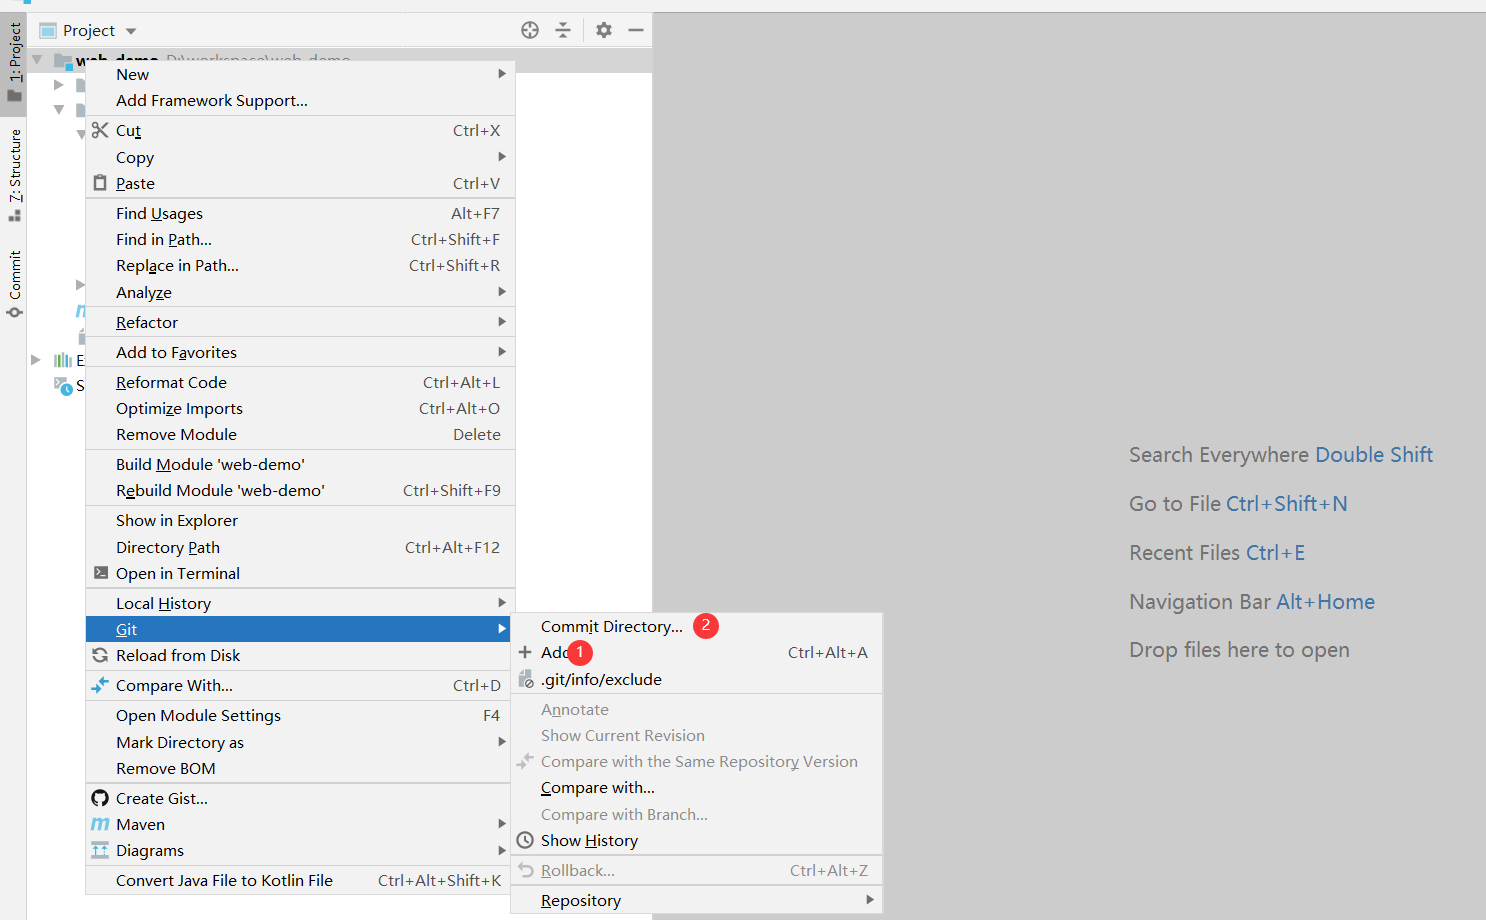 Project
1: Project
Z: Structure
Commit
New
Add Framework Support...
Cut Ctrl+X
Copy
Paste Ctrl+V
Find Usages Alt+F7
Find in Path... Ctrl+Shift+F
Replace in Path... Ctrl+Shift+R
Analyze
Refactor
Add to Favorites
Reformat Code Ctrl+Alt+L
Optimize Imports Ctrl+Alt+O
Remove Module Delete
Build Module 'web-demo'
Rebuild Module 'web-demo' Ctrl+Shift+F9
Show in Explorer
Directory Path Ctrl+Alt+F12
Open in Terminal
Local History
Git
Reload from Disk
Compare With... Ctrl+D
Open Module Settings F4
Mark Directory as
Remove BOM
Create Gist...
Maven
Diagrams
Convert Java File to Kotlin File Ctrl+Alt+Shift+K
Commit Directory... 2
Add 1 Ctrl+Alt+A
.git/info/exclude
Annotate
Show Current Revision
Compare with the Same Repository Version
Compare with...
Compare with Branch...
Show History
Rollback... Ctrl+Alt+Z
Repository
Search Everywhere Double Shift
Go to File Ctrl+Shift+N
Recent Files Ctrl+E
Navigation Bar Alt+Home
Drop files here to open